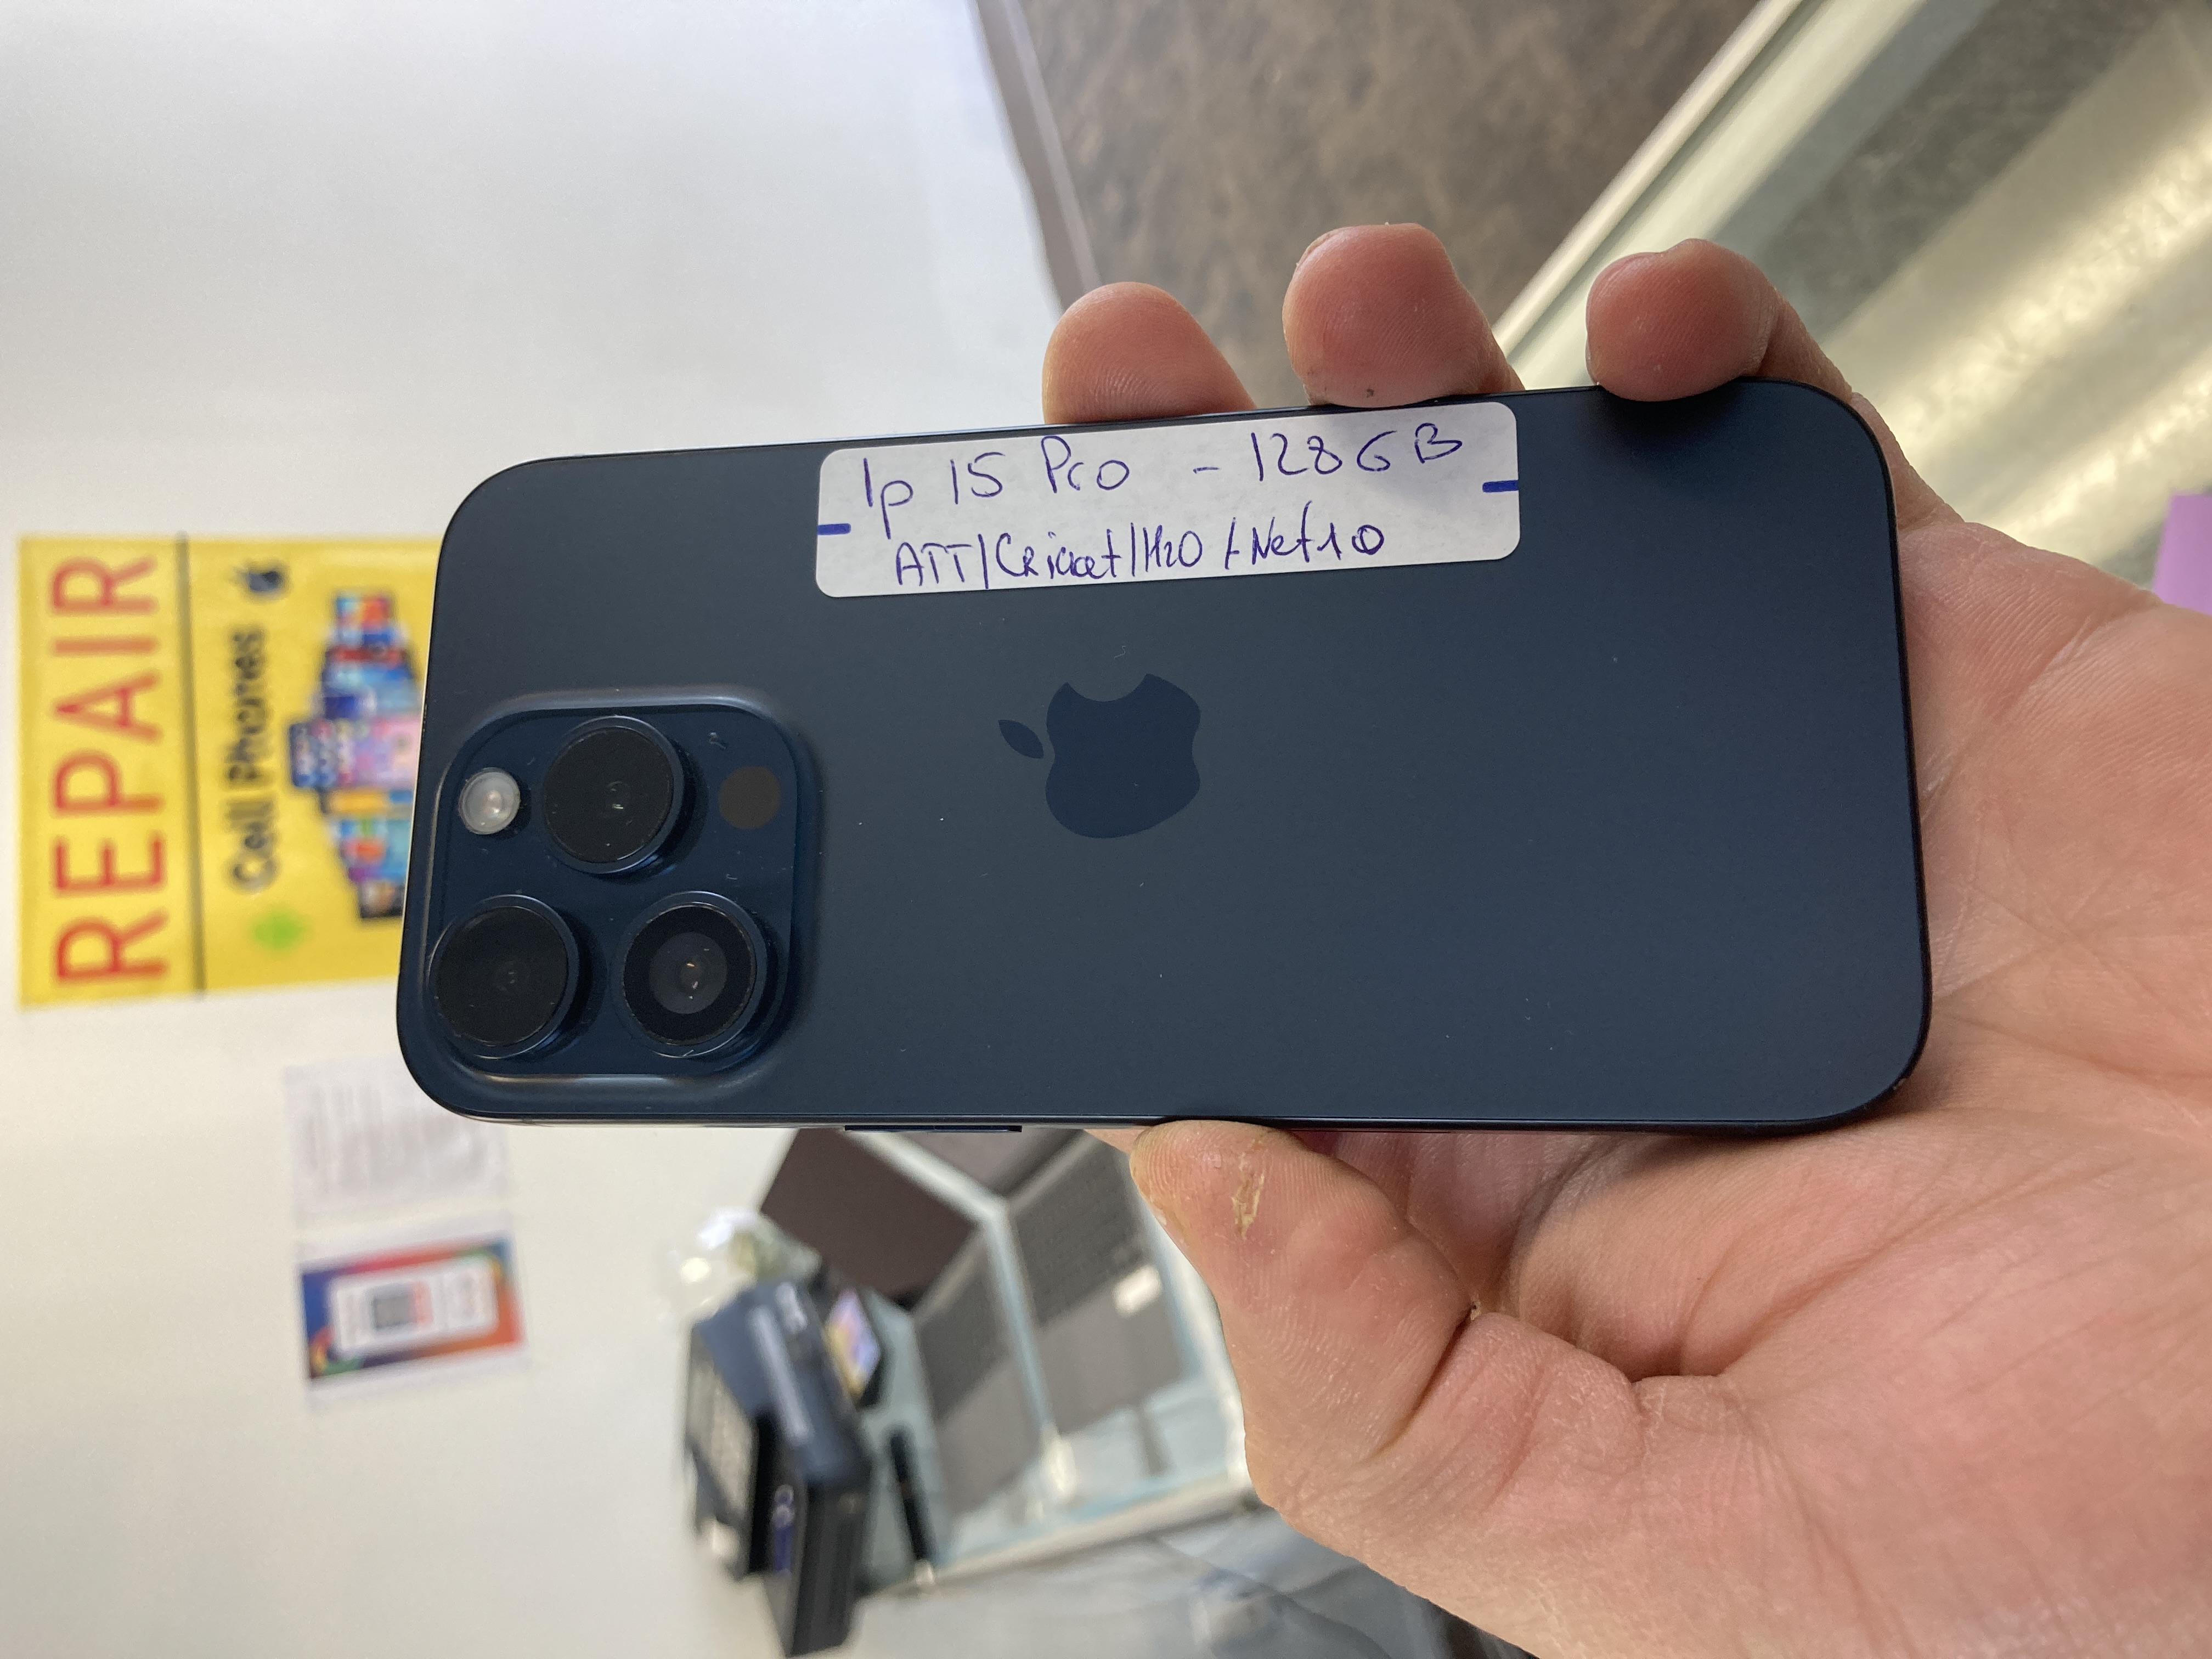 Ip 15 Pro - 128GB
ATT/Cricket/H2O/Net10
REPAIR
Cell Phones